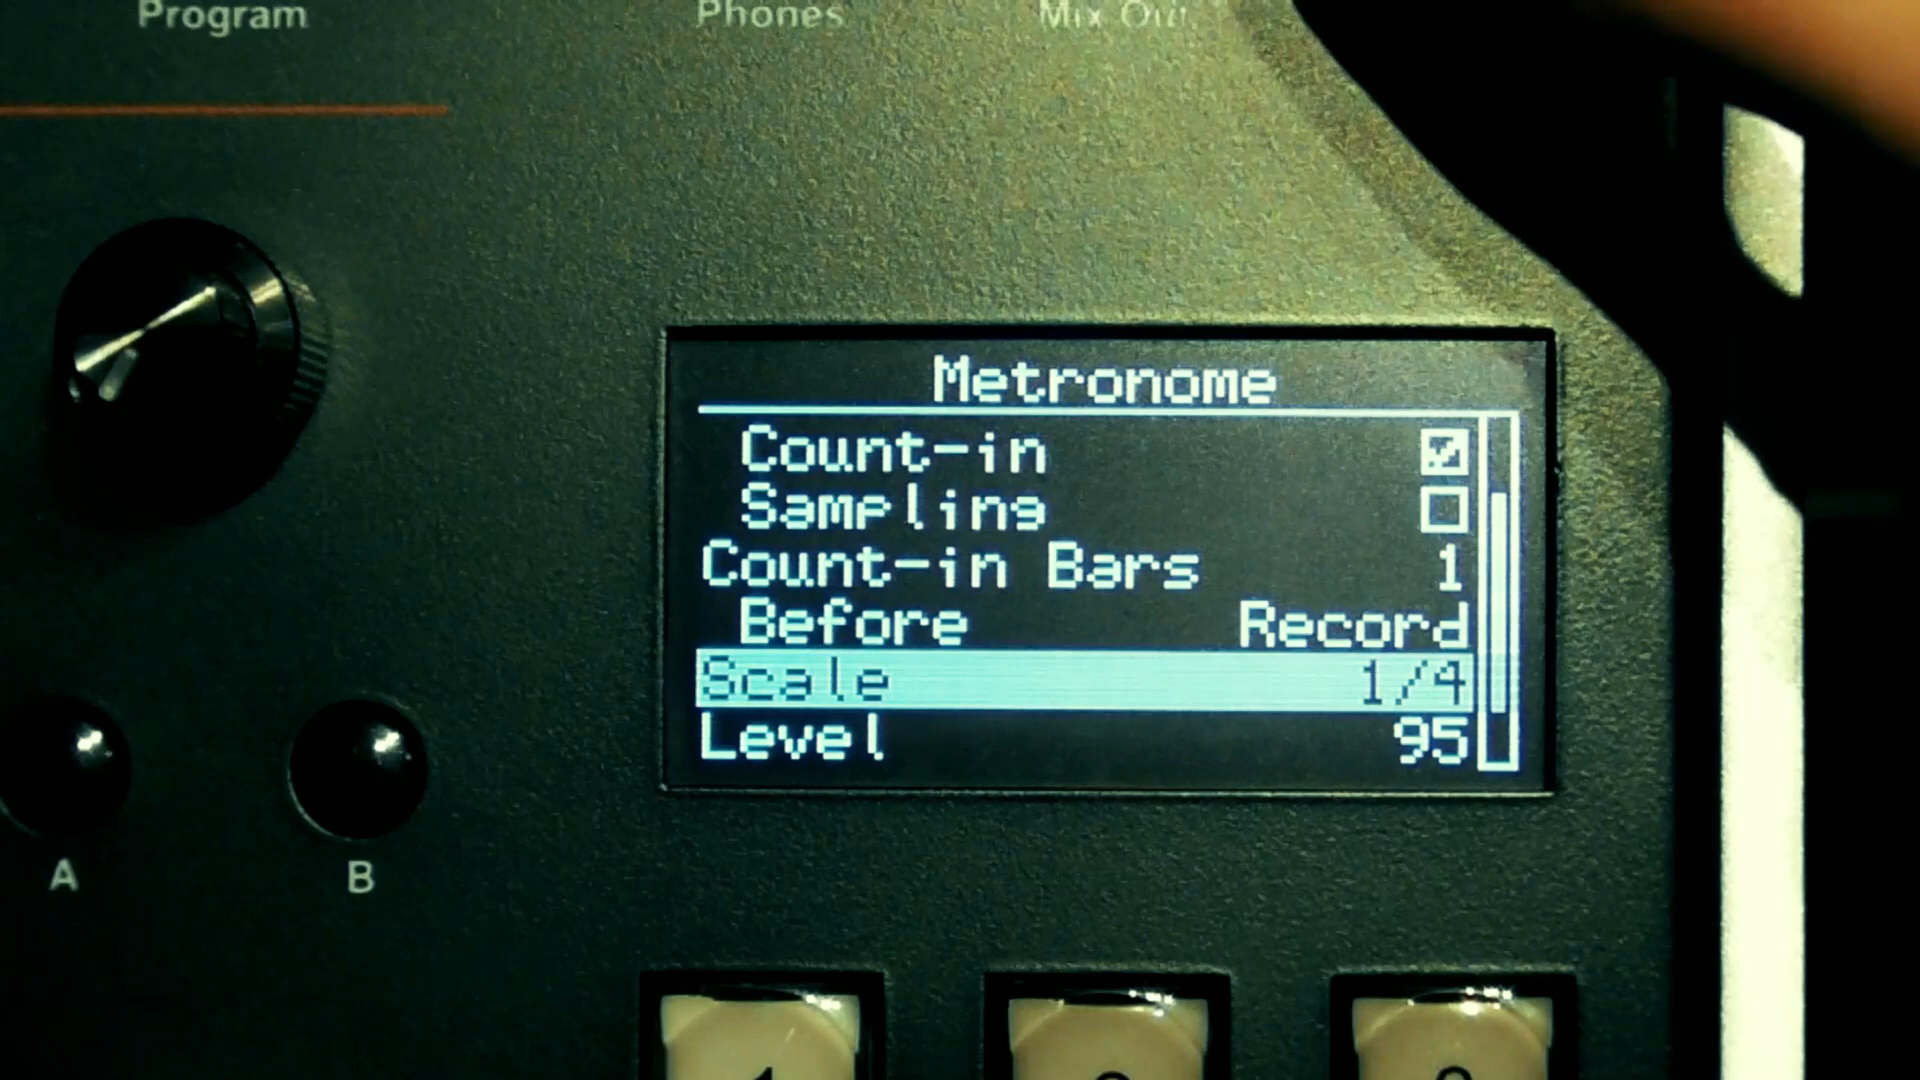 Program
Phones
Mix Out
Metronome
Count-in
Sampling
Count-in Bars 1
Before Record
Scale 1/4
Level 95
A
B